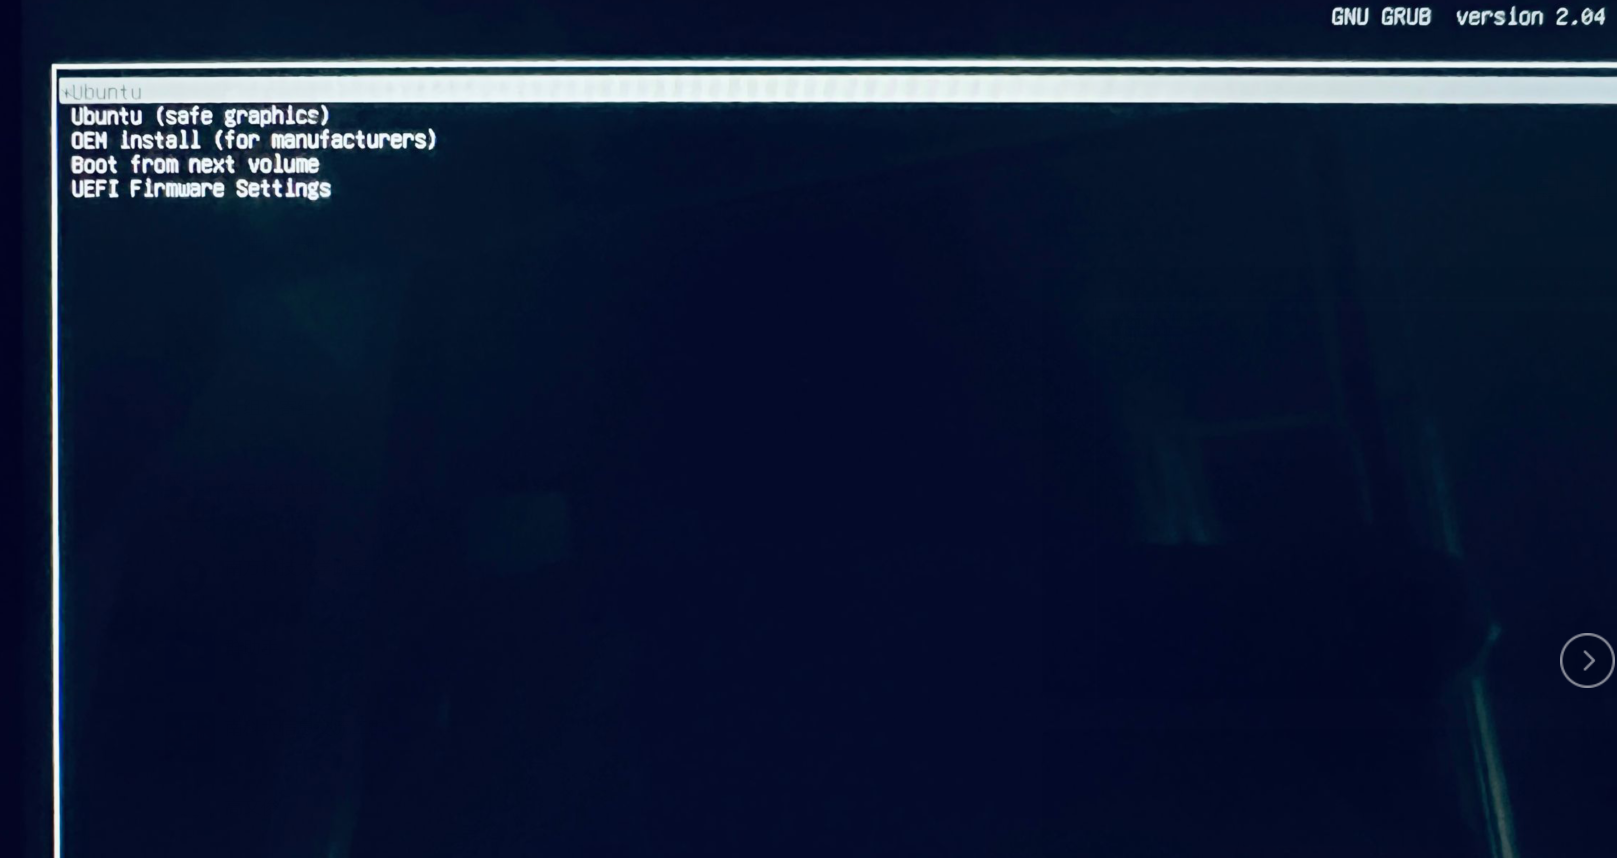 GNU GRUB version 2.04
*Ubuntu
Ubuntu (safe graphics)
OEM install (for manufacturers)
Boot from next volume
UEFI Firmware Settings